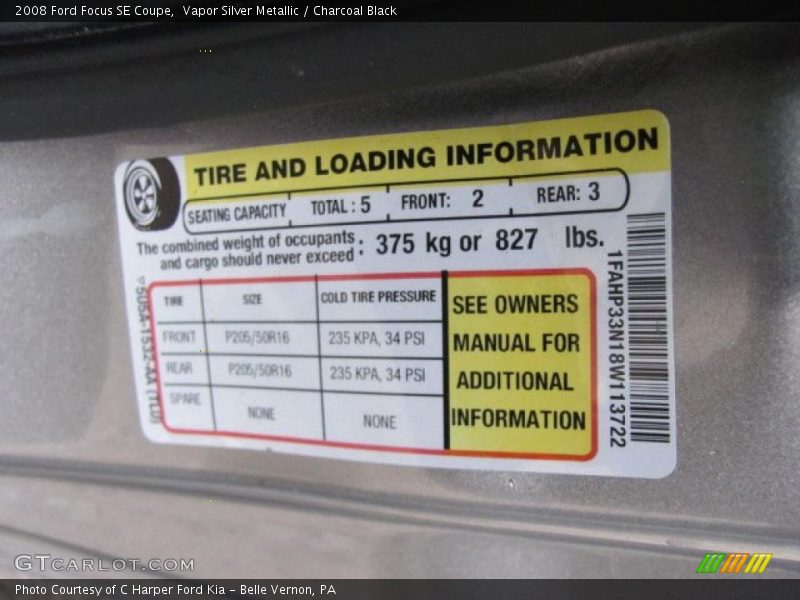 2008 Ford Focus SE Coupe,  Vapor Silver Metallic / Charcoal Black
TIRE AND LOADING INFORMATION
SEATING CAPACITY TOTAL : 5 FRONT: 2 REAR: 3
The combined weight of occupants
and cargo should never exceed : 375 kg or 827 lbs.
TIRE SIZE COLD TIRE PRESSURE
FRONT P205/50R16 235 KPA, 34 PSI
REAR P205/50R16 235 KPA, 34 PSI
SPARE NONE NONE
SEE OWNERS
MANUAL FOR
ADDITIONAL
INFORMATION
1FAHP33N18W113722
GTCARLOT.COM
Photo Courtesy of C Harper Ford Kia - Belle Vernon, PA